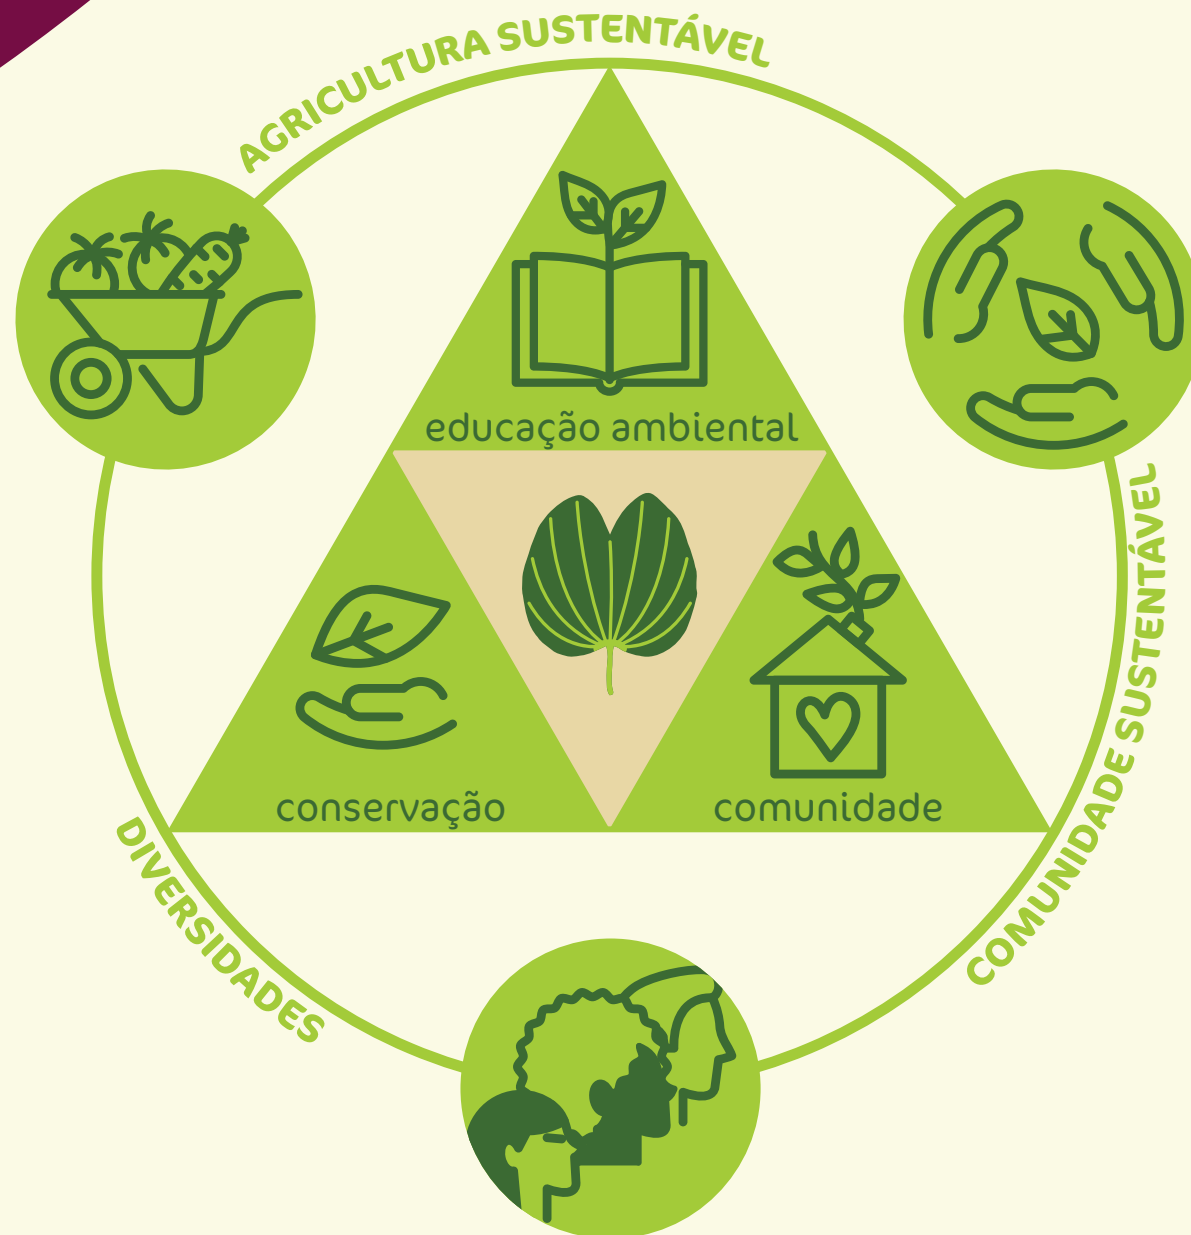 AGRICULTURA SUSTENTÁVEL
educação ambiental
conservação
comunidade
COMUNIDADE SUSTENTÁVEL
DIVERSIDADES